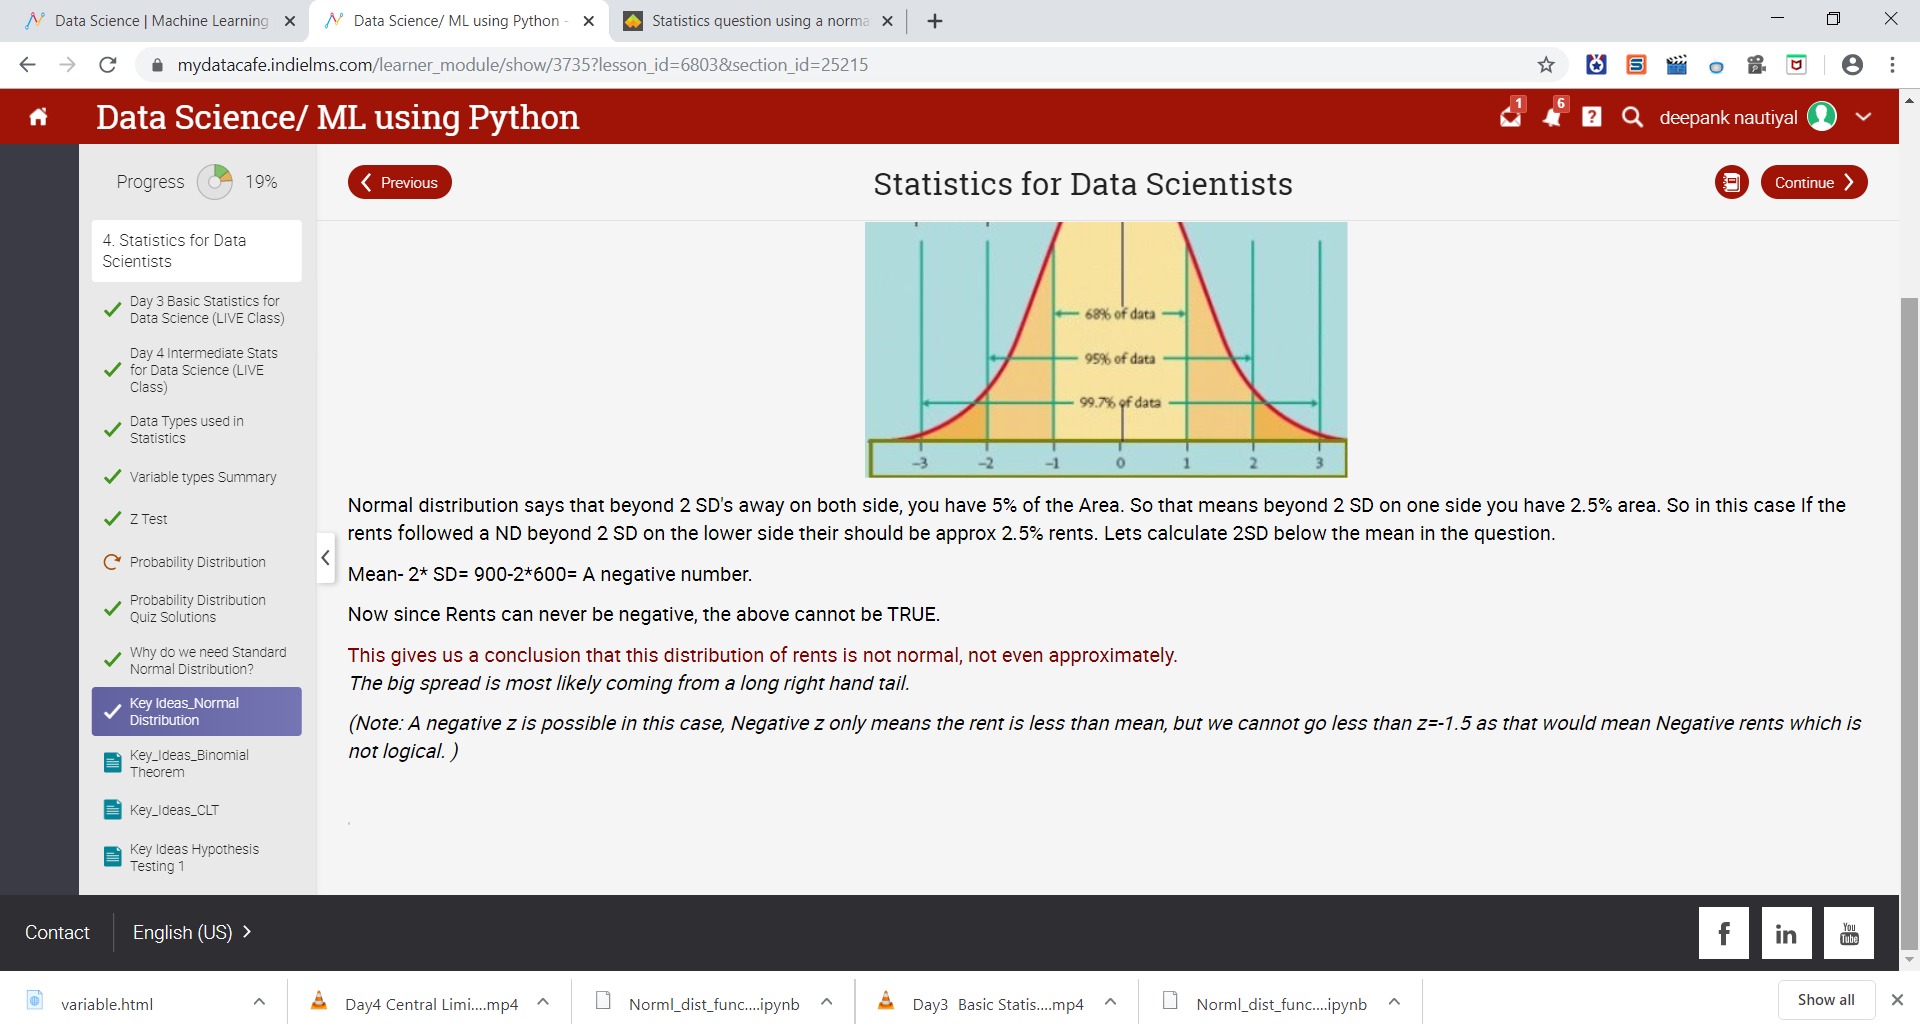 Data Science | Machine Learning
Data Science/ ML using Python -
Statistics question using a norma
mydatacafe.indielms.com/learner_module/show/3735?lesson_id=6803&section_id=25215
Data Science/ ML using Python
1
6
?
deepank nautiyal
Progress
19%
Previous
Statistics for Data Scientists
Continue
4. Statistics for Data
Scientists
Day 3 Basic Statistics for
Data Science (LIVE Class)
Day 4 Intermediate Stats
for Data Science (LIVE
Class)
Data Types used in
Statistics
Variable types Summary
Z Test
Probability Distribution
Probability Distribution
Quiz Solutions
Why do we need Standard
Normal Distribution?
Key Ideas_Normal
Distribution
Key_Ideas_Binomial
Theorem
Key_Ideas_CLT
Key Ideas Hypothesis
Testing 1
68% of data
95% of data
99.7% of data
-3 -2 -1 0 1 2 3
Normal distribution says that beyond 2 SD's away on both side, you have 5% of the Area. So that means beyond 2 SD on one side you have 2.5% area. So in this case If the
rents followed a ND beyond 2 SD on the lower side their should be approx 2.5% rents. Lets calculate 2SD below the mean in the question.
Mean- 2* SD= 900-2*600= A negative number.
Now since Rents can never be negative, the above cannot be TRUE.
This gives us a conclusion that this distribution of rents is not normal, not even approximately.
The big spread is most likely coming from a long right hand tail.
(Note: A negative z is possible in this case, Negative z only means the rent is less than mean, but we cannot go less than z=-1.5 as that would mean Negative rents which is
not logical. )
.
Contact
English (US)
f
in
You
Tube
variable.html
Day4 Central Limi....mp4
Norml_dist_func....ipynb
Day3 Basic Statis....mp4
Norml_dist_func....ipynb
Show all